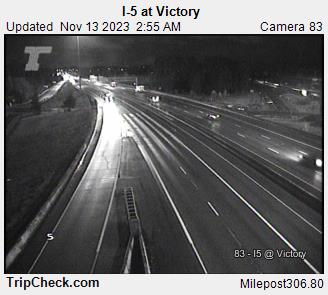 I-5 at Victory
Updated Nov 13 2023 2:55 AM Camera 83
T
S
83 - I5 @ Victory
TripCheck.com Milepost306.80